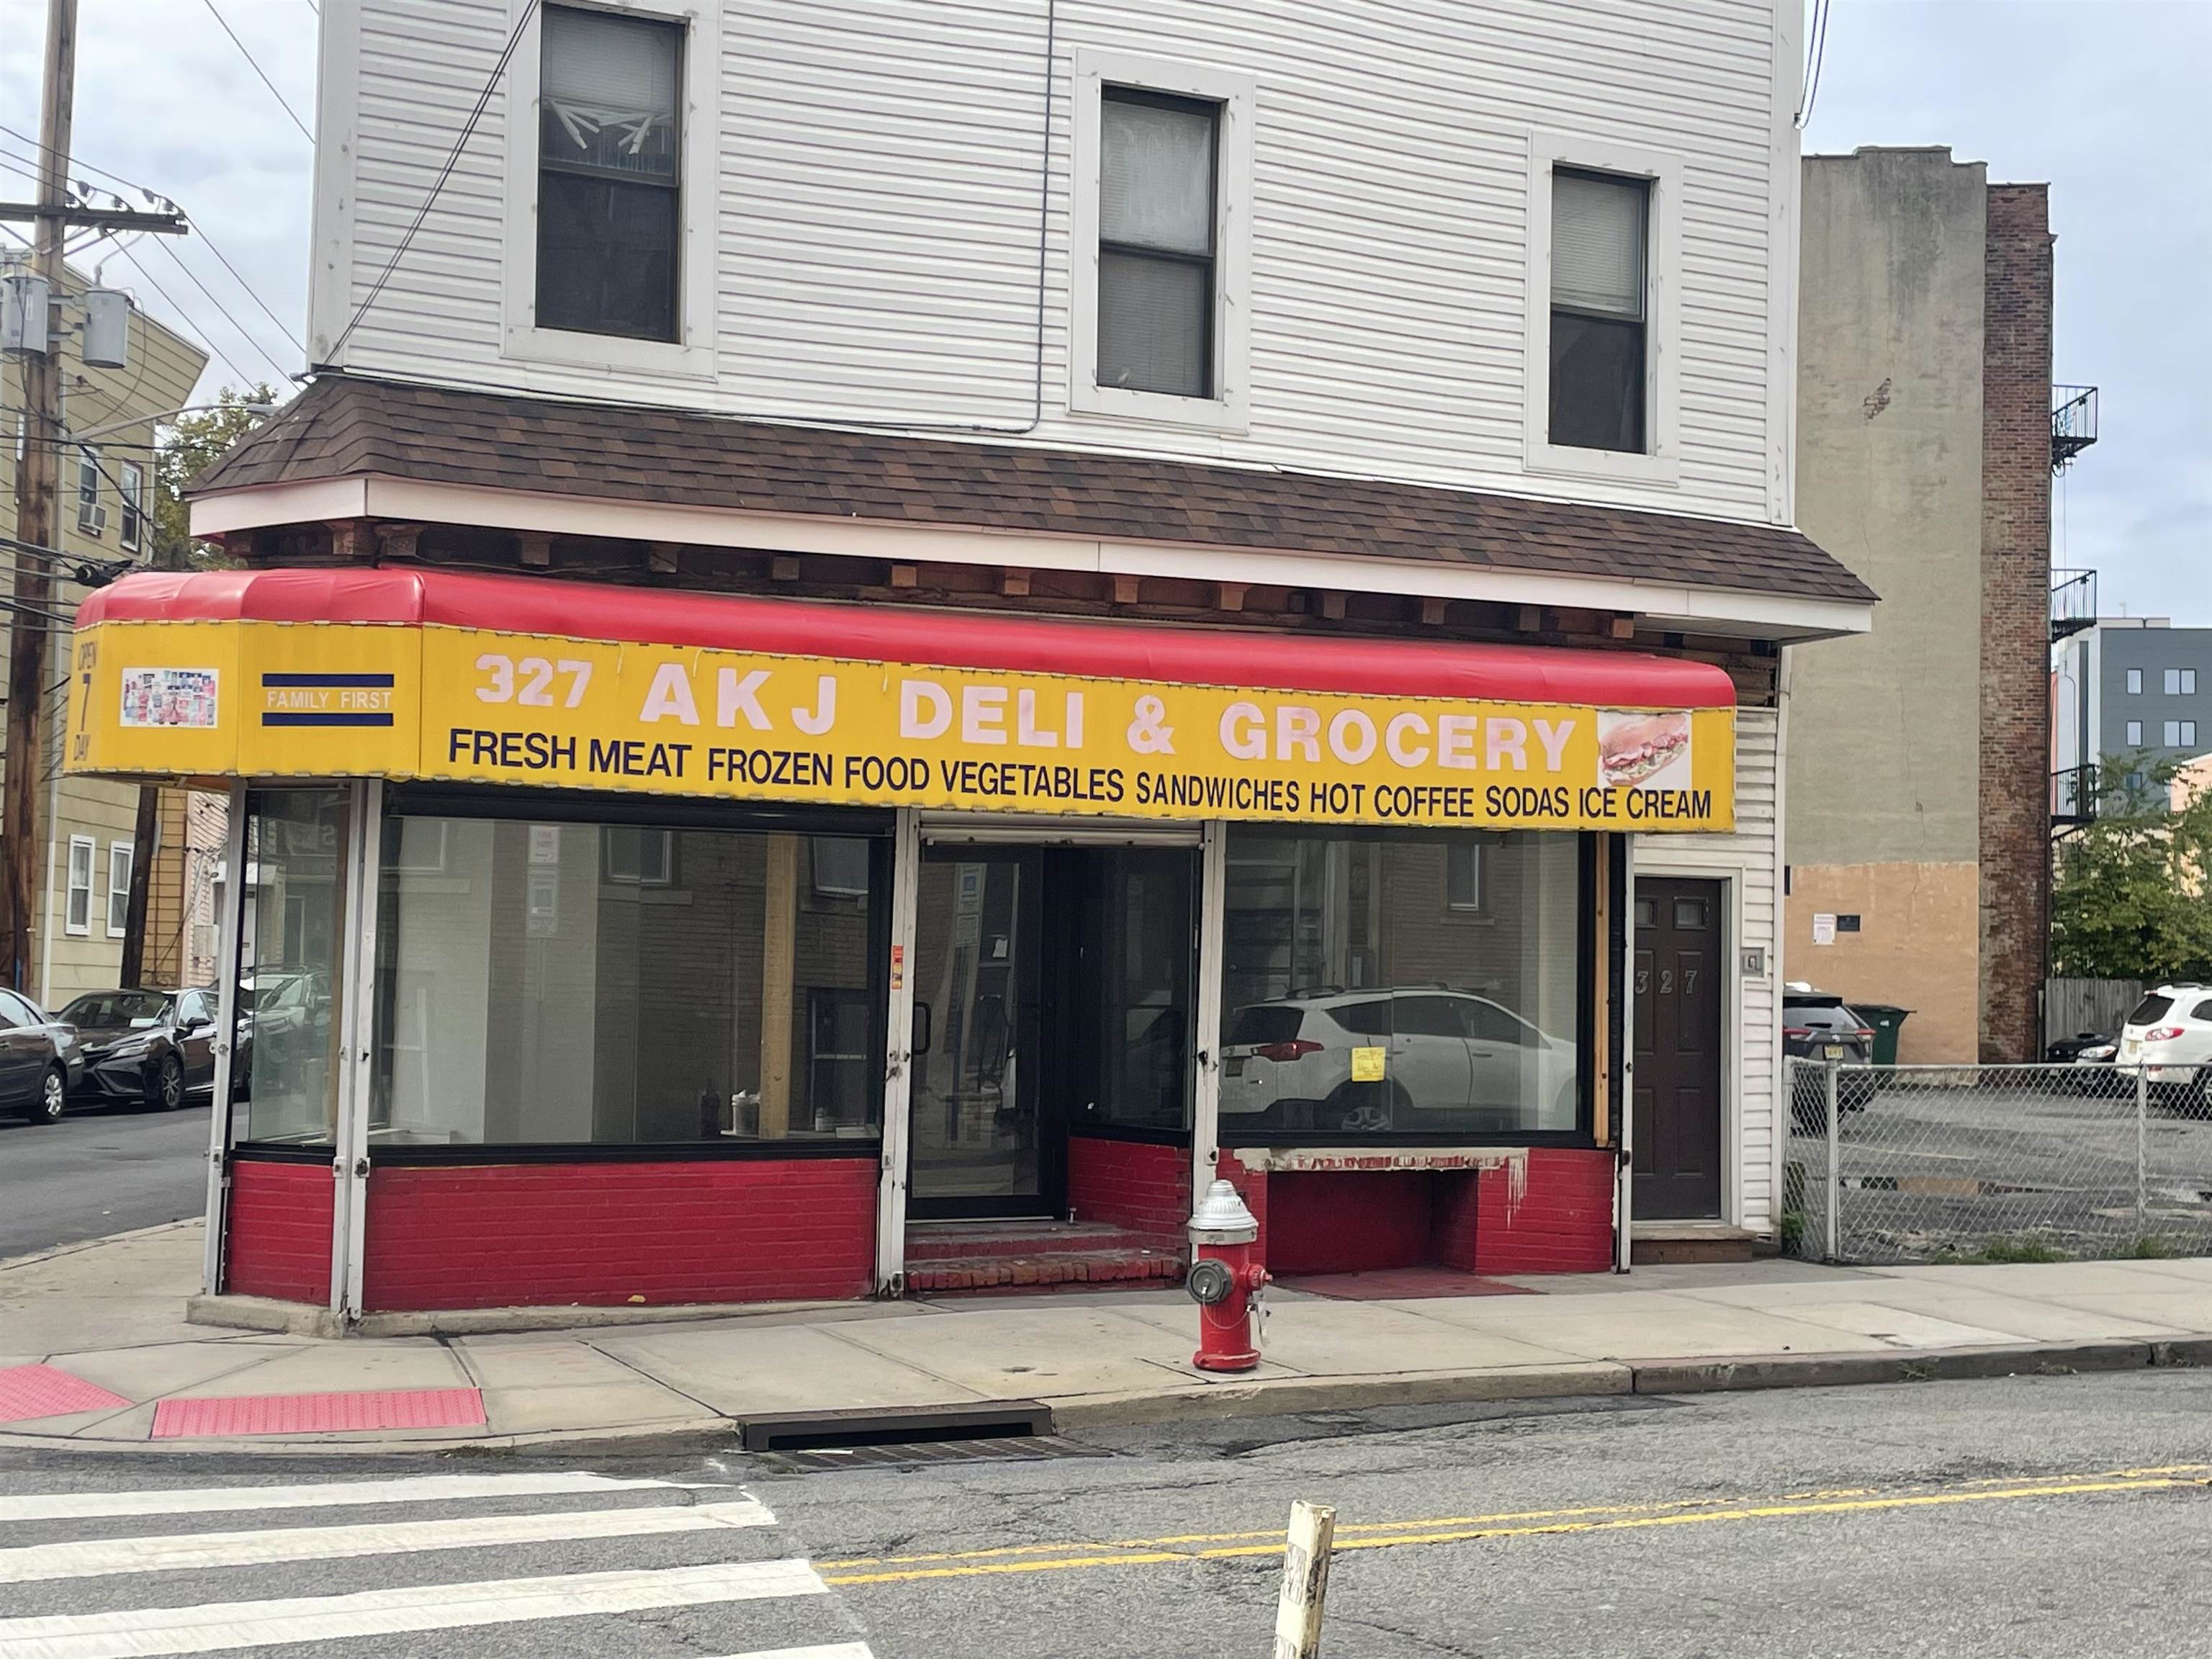 OPEN
7
DAY
FAMILY FIRST
327 AKJ DELI & GROCERY
FRESH MEAT FROZEN FOOD VEGETABLES SANDWICHES HOT COFFEE SODAS ICE CREAM
327